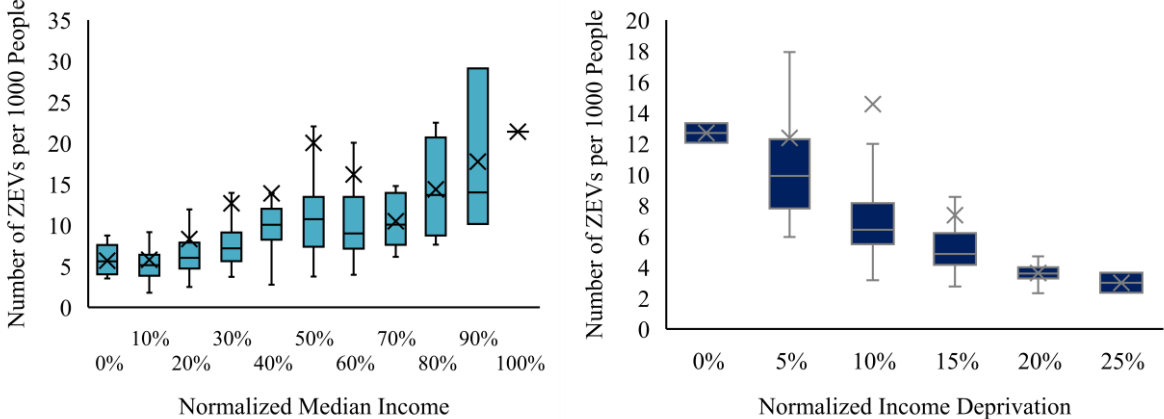 Number of ZEVs per 1000 People
35
30
25
20
15
10
5
0
10% 30% 50% 70% 90%
0% 20% 40% 60% 80% 100%
Normalized Median Income
Number of ZEVs per 1000 People
20
18
16
14
12
10
8
6
4
2
0
0% 5% 10% 15% 20% 25%
Normalized Income Deprivation